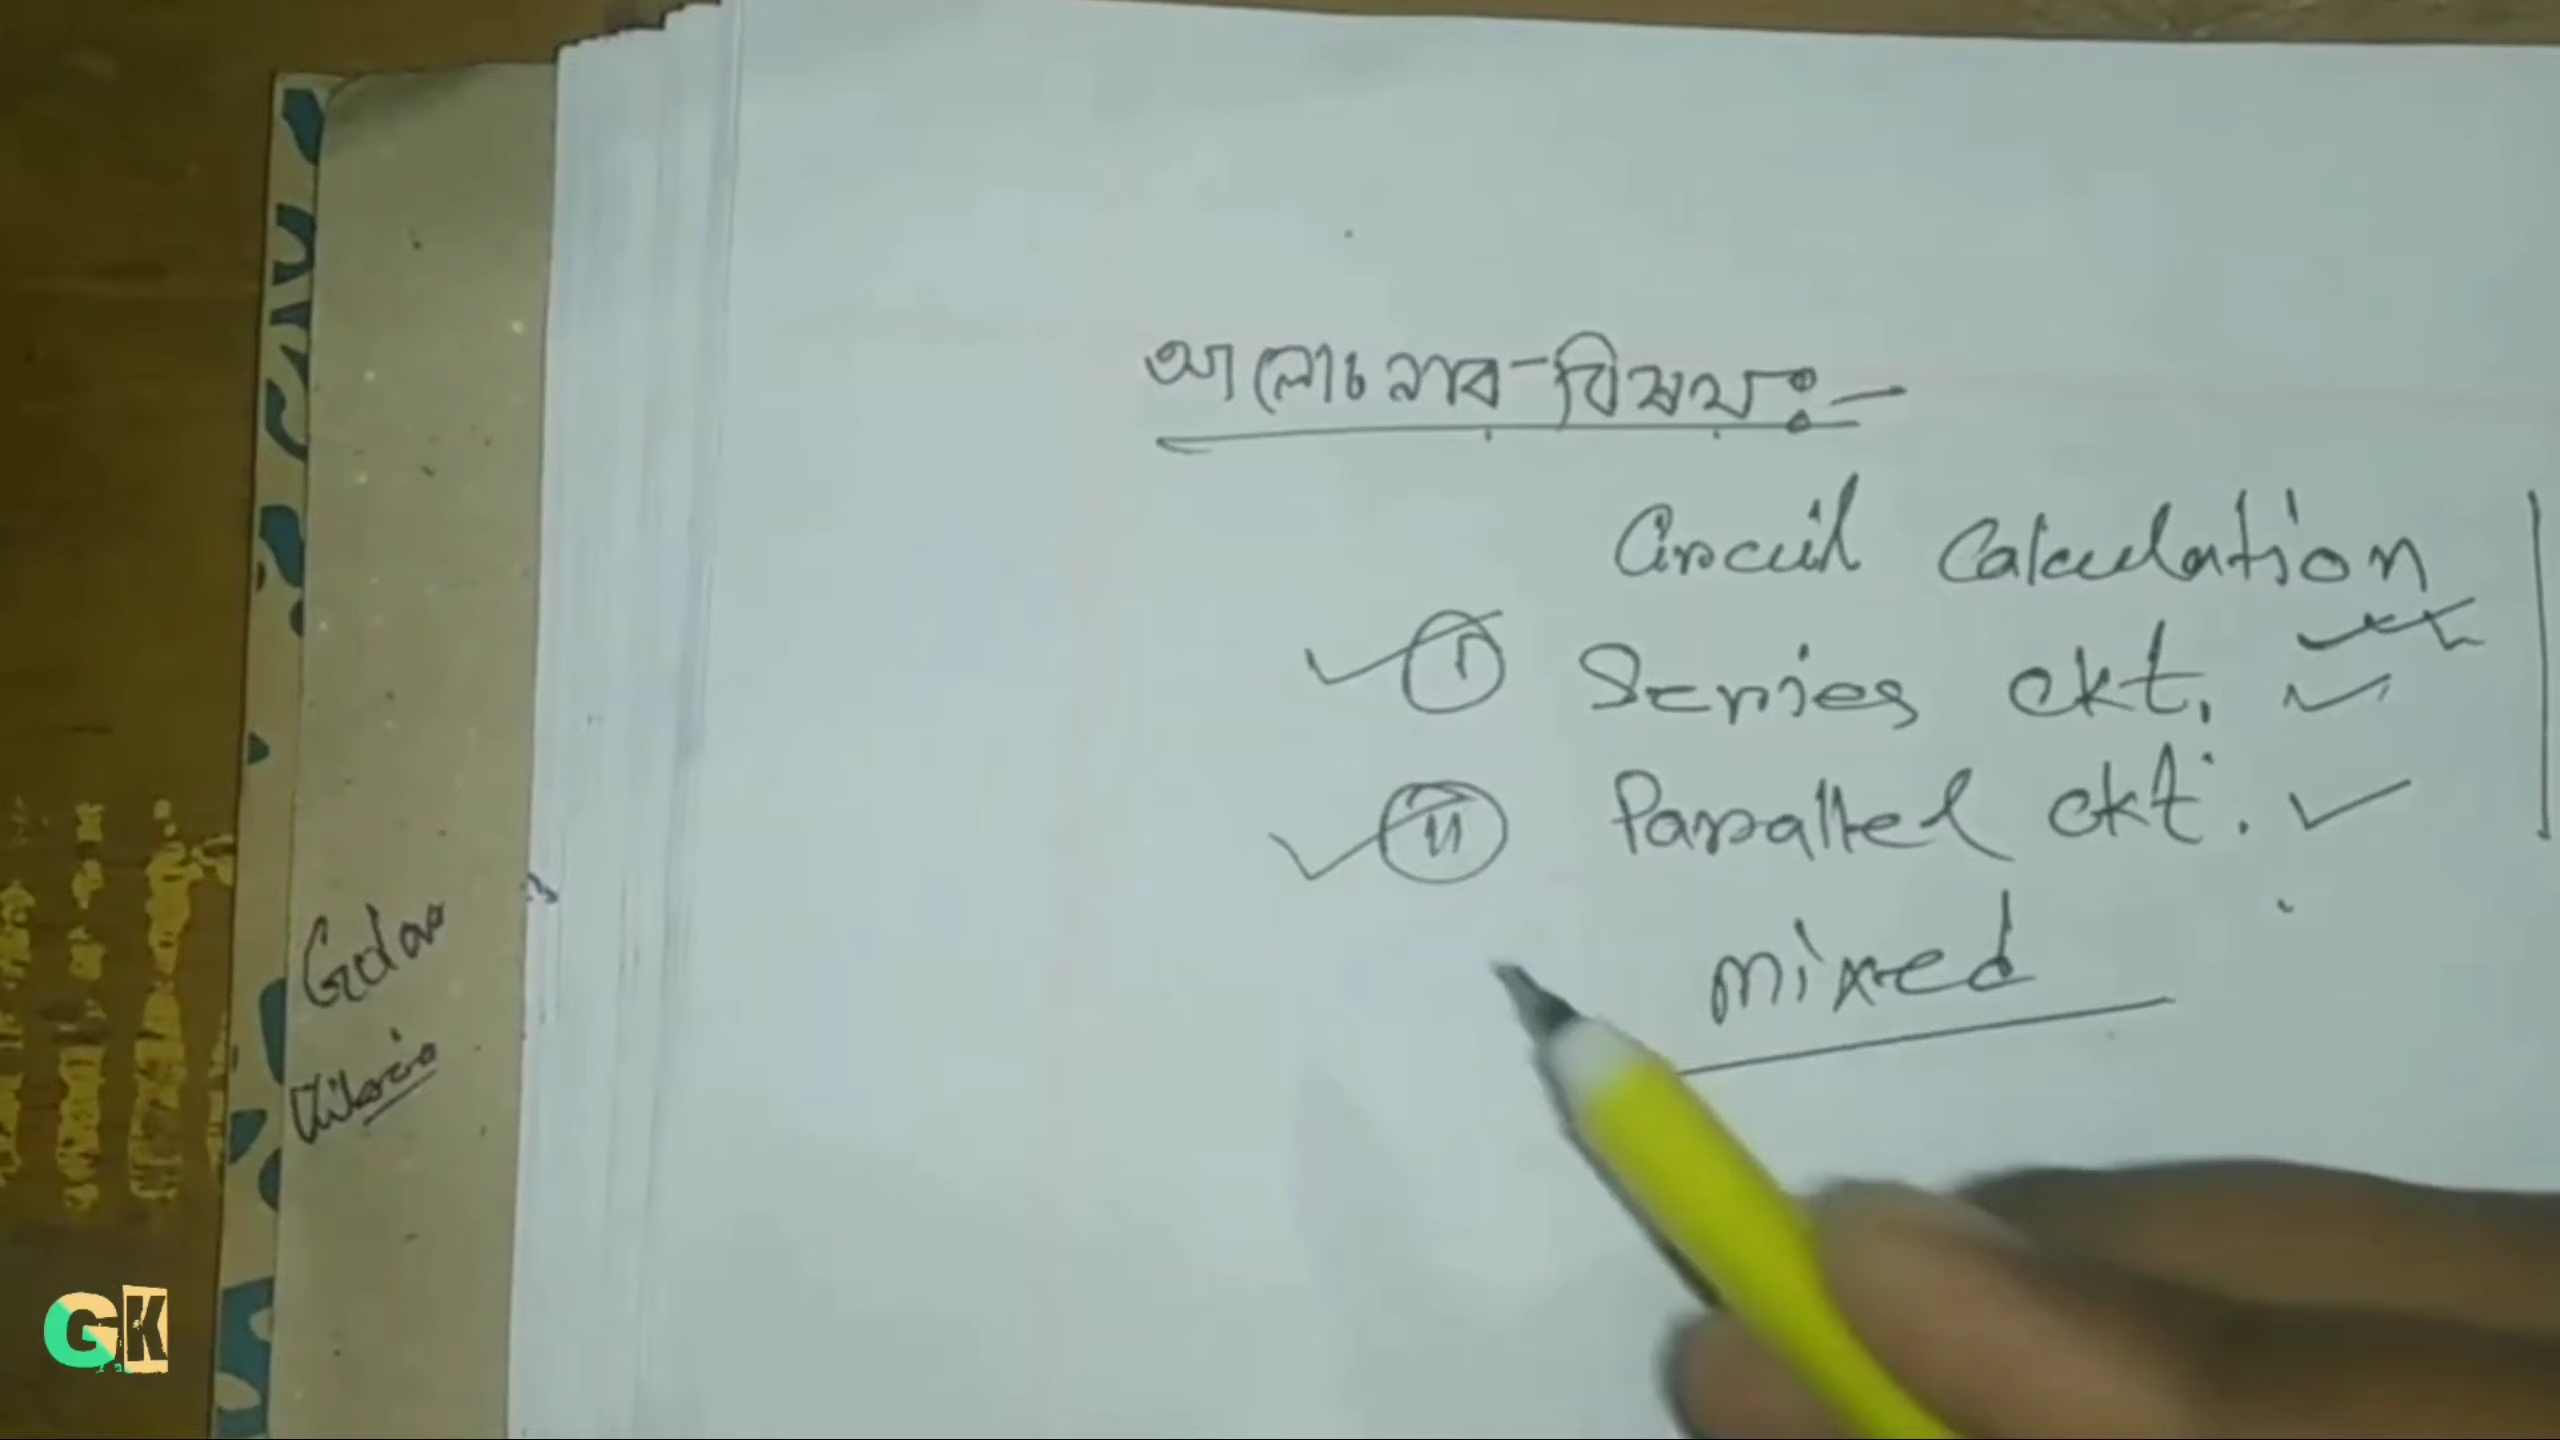 আলোচনার-বিষয়ঃ-
Circuit Calculation
(I) Series ckt.
(II) Parallel ckt.
mixed
GK